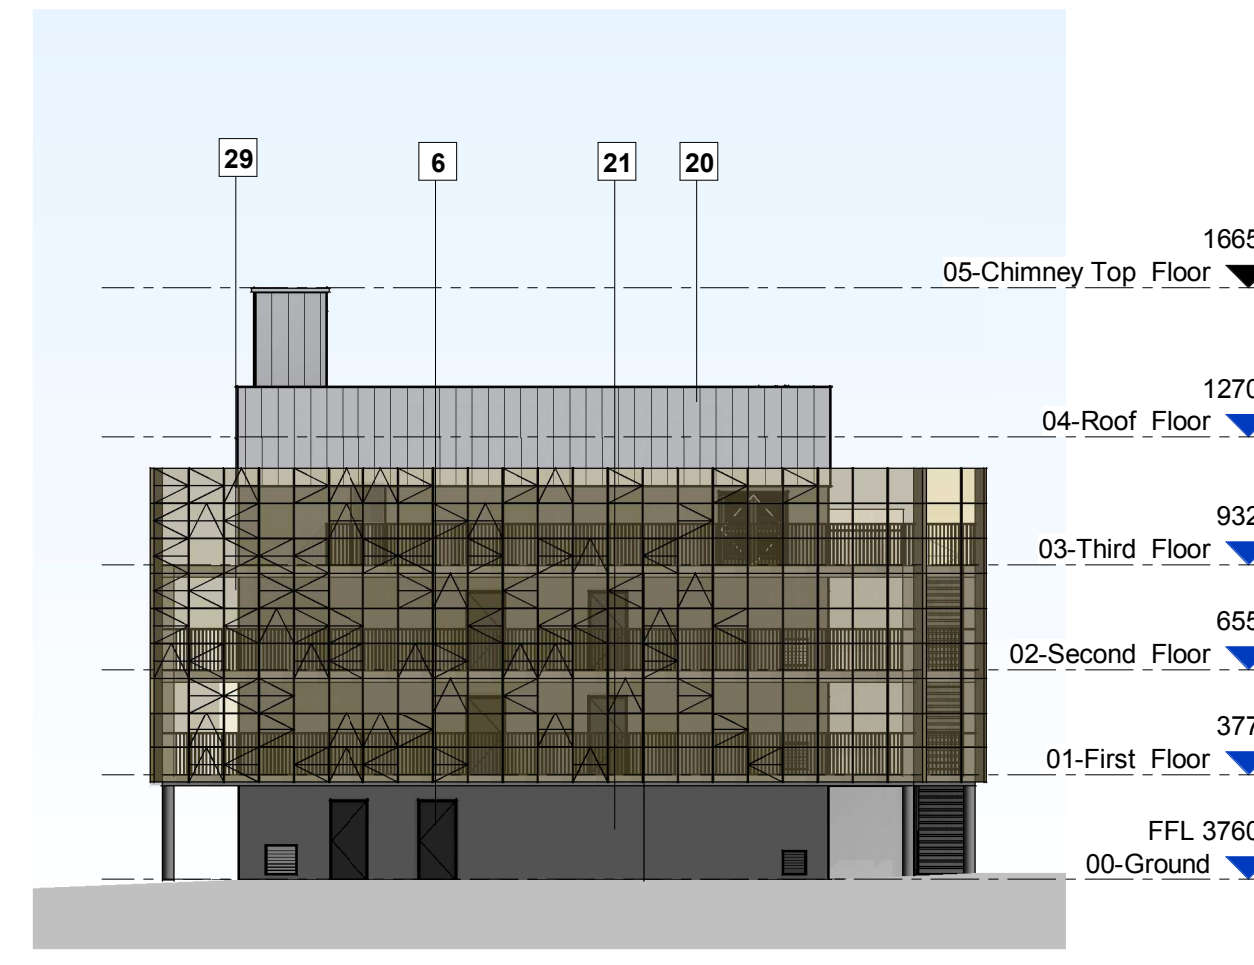 29 6 21 20
1665
05-Chimney Top Floor
1270
04-Roof Floor
932
03-Third Floor
655
02-Second Floor
377
01-First Floor
FFL 3760
00-Ground